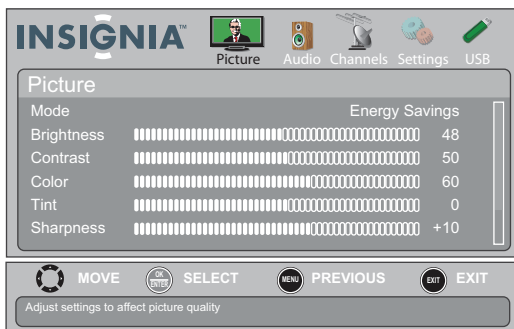 INSIGNIA™
Picture Audio Channels Settings USB
Picture
Mode Energy Savings
Brightness 48
Contrast 50
Color 60
Tint 0
Sharpness +10
MOVE OK ENTER SELECT MENU PREVIOUS EXIT EXIT
Adjust settings to affect picture quality